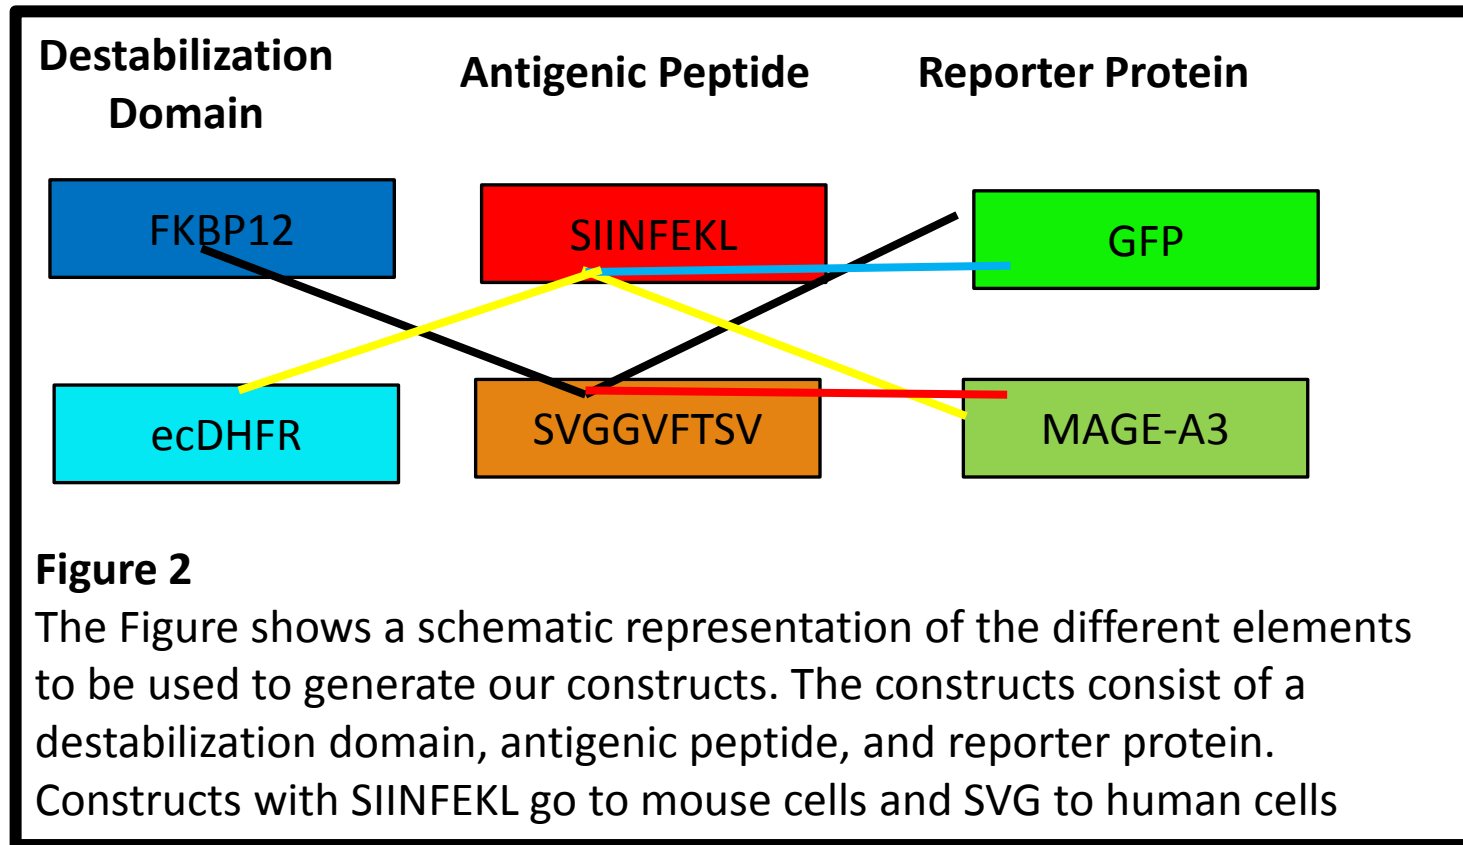 Destabilization
Domain
Antigenic Peptide
Reporter Protein
FKBP12
SIINFEKL
GFP
ecDHFR
SVGGVFTSV
MAGE-A3
Figure 2
The Figure shows a schematic representation of the different elements
to be used to generate our constructs. The constructs consist of a
destabilization domain, antigenic peptide, and reporter protein.
Constructs with SIINFEKL go to mouse cells and SVG to human cells